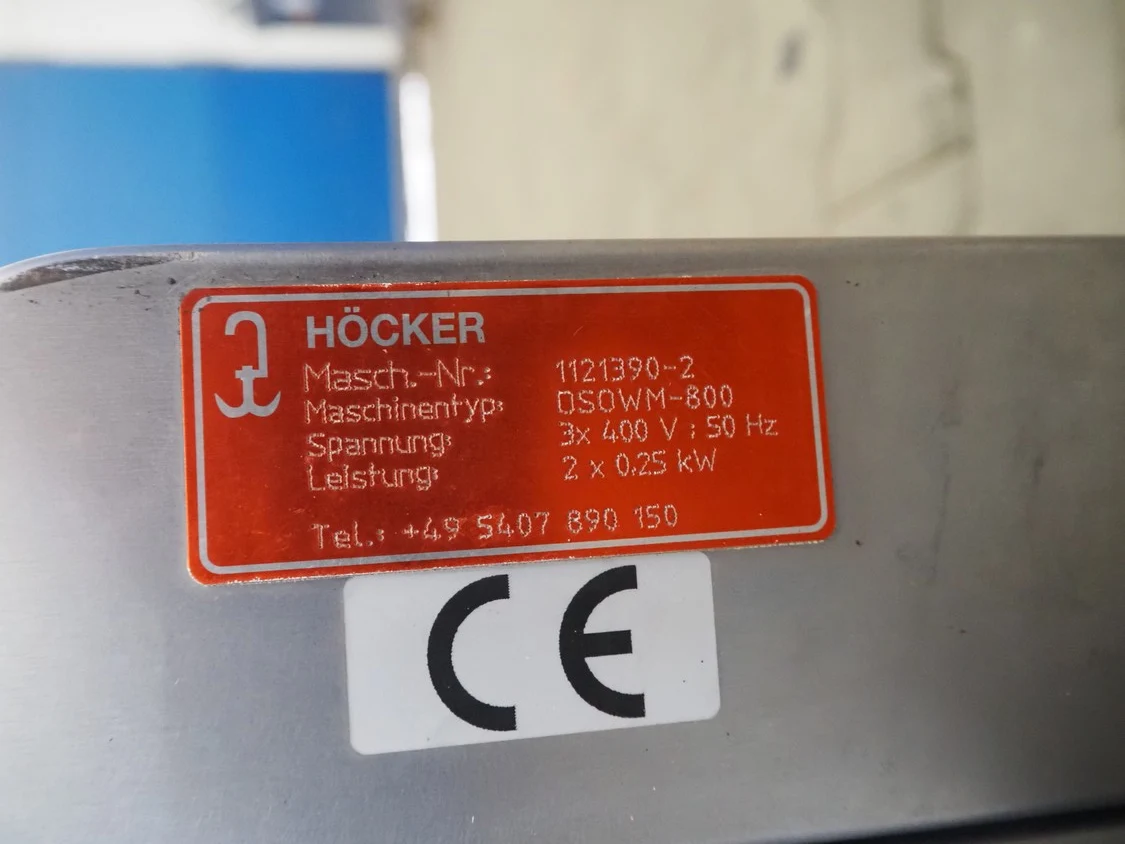 HÖCKER
Masch.-Nr.: 1121390-2
Maschinentyp: DSDWM-800
Spannung: 3x 400 V ; 50 Hz
Leistung: 2 x 0.25 kW
Tel.: +49 5407 890 150
CE